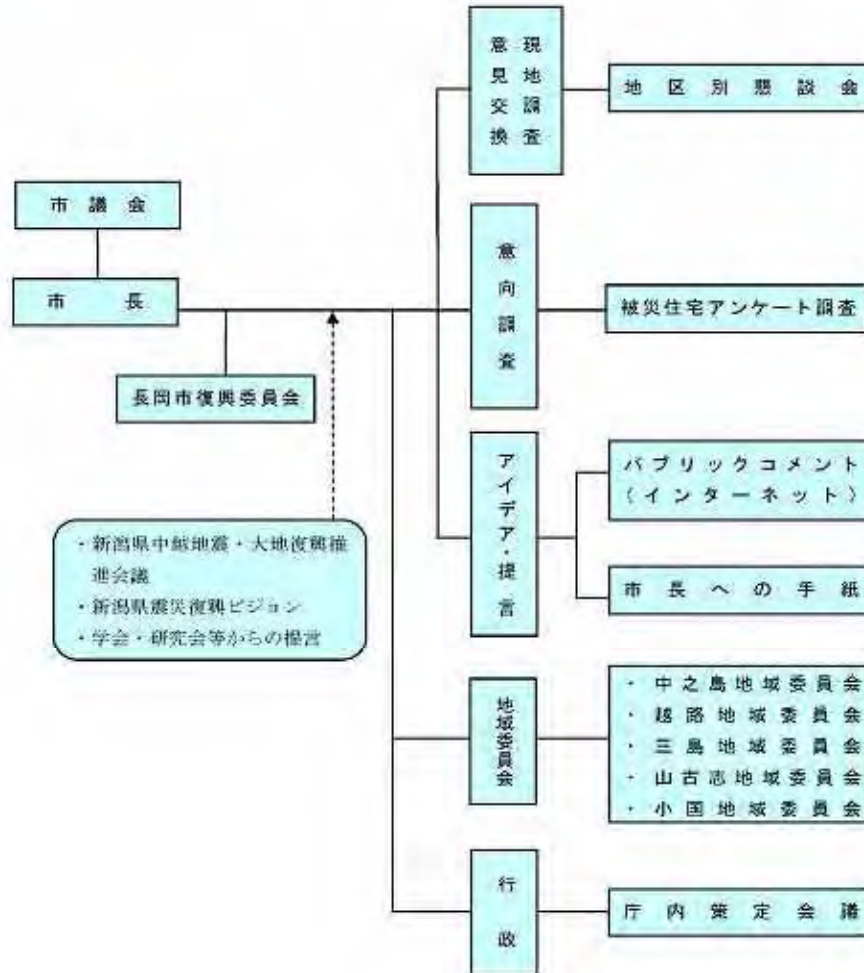 現地調査
意見交換
地区別懇談会
市議会
市長
意向調査
被災住宅アンケート調査
長岡市復興委員会
アイデア・提言
パブリックコメント
(インターネット)
・新潟県中越地震・大地復興推
進会議
・新潟県震災復興ビジョン
・学会・研究会等からの提言
市長への手紙
地域委員会
・中之島地域委員会
・越路地域委員会
・三島地域委員会
・山古志地域委員会
・小国地域委員会
行政
庁内策定会議